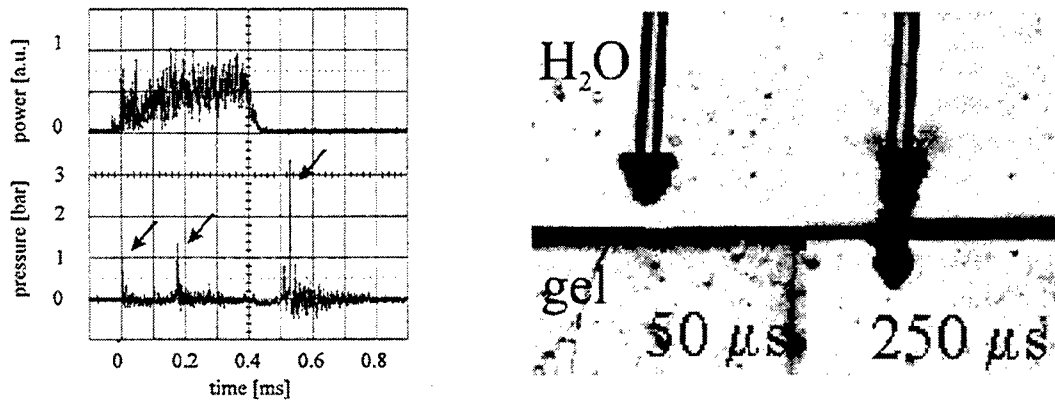 power [a.u.]
1
0
pressure [bar]
3
2
1
0
0
0.2
0.4
0.6
0.8
time [ms]
H₂O
gel
50 μs
250 μs